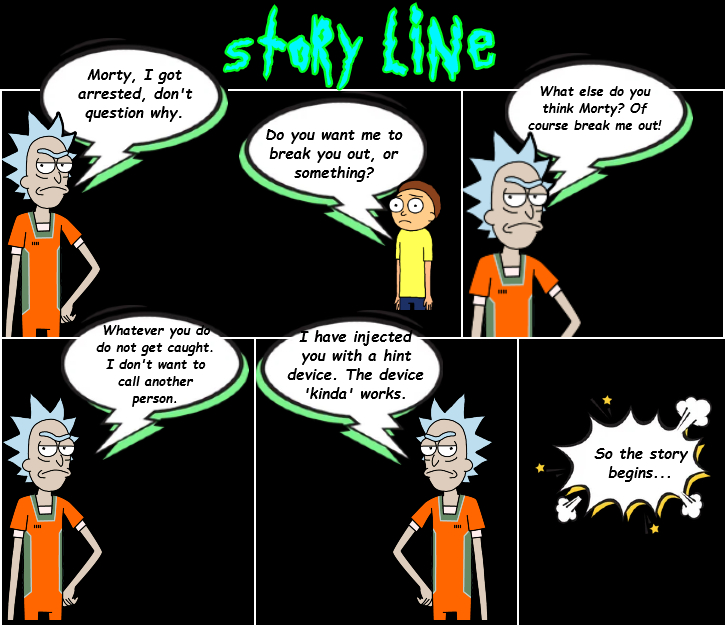 story LiNe
Morty, I got
arrested, don't
question why.
Do you want me to
break you out, or
something?
What else do you
think Morty? Of
course break me out!
Whatever you do
do not get caught.
I don't want to
call another
person.
I have injected
you with a hint
device. The device
'kinda' works.
So the story
begins...